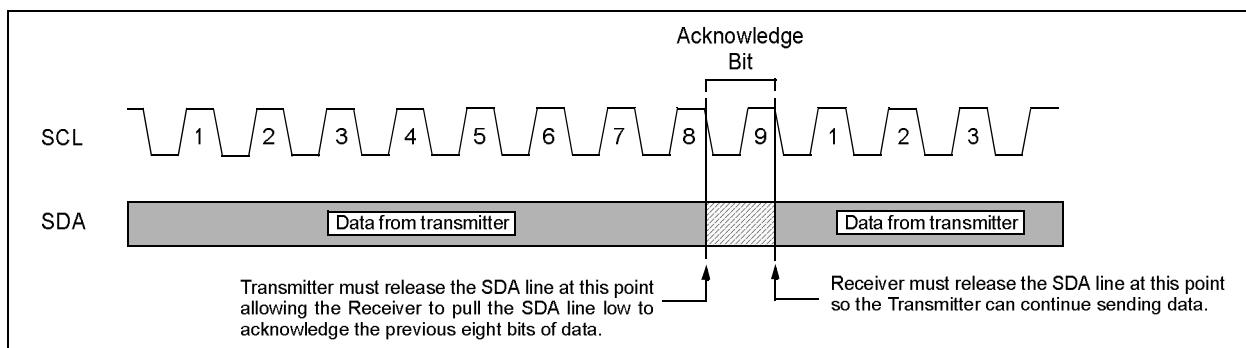 Acknowledge
Bit
SCL
1 2 3 4 5 6 7 8 9 1 2 3
SDA
Data from transmitter
Data from transmitter
Transmitter must release the SDA line at this point
allowing the Receiver to pull the SDA line low to
acknowledge the previous eight bits of data.
Receiver must release the SDA line at this point
so the Transmitter can continue sending data.